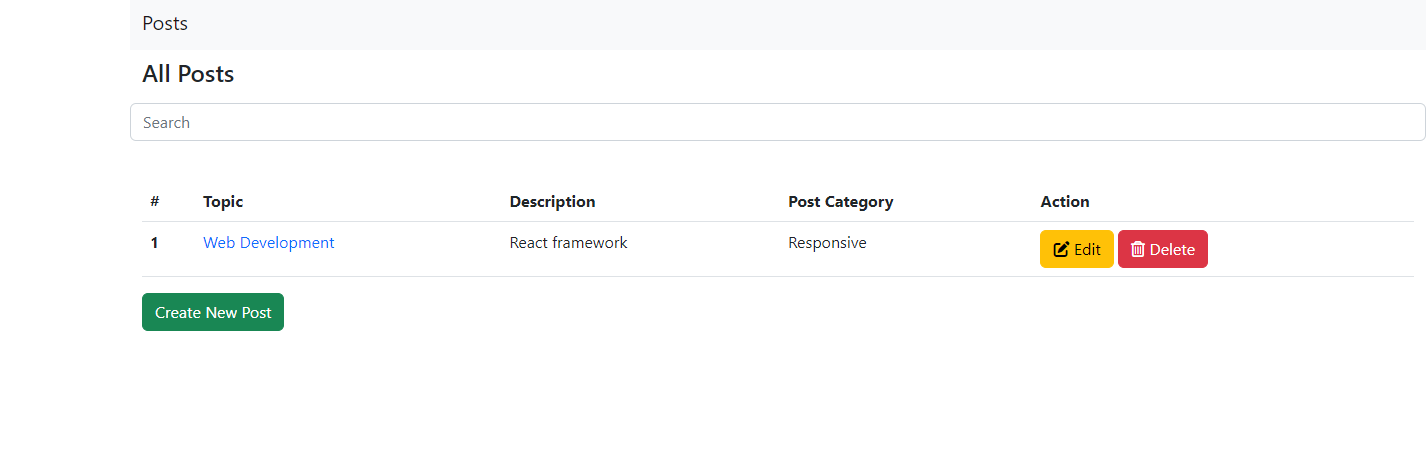 Posts
All Posts
Search
# Topic Description Post Category Action
1 Web Development React framework Responsive Edit Delete
Create New Post